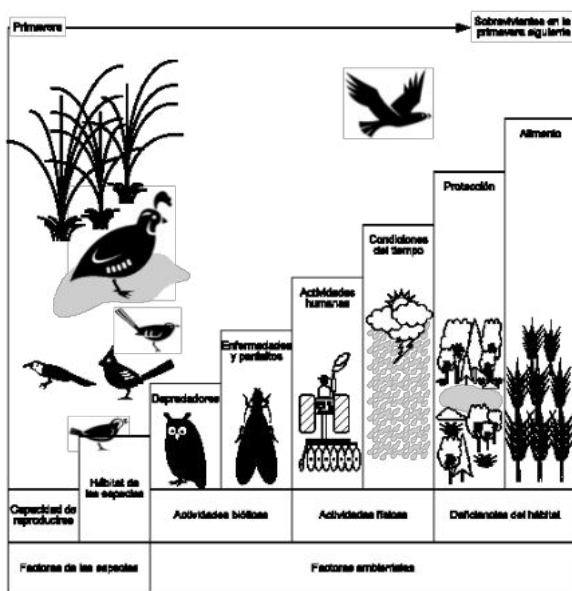 Primavera
Sobrevivientes en la
primavera siguiente
Alimento
Protección
Condiciones
del tiempo
Actividades
humanas
Enfermedades
y parásitos
Depredadores
Hábitat de
las especies
Capacidad de
reproducirse
Actividades bióticas
Actividades físicas
Deficiencias del hábitat
Factores de las especies
Factores ambientales